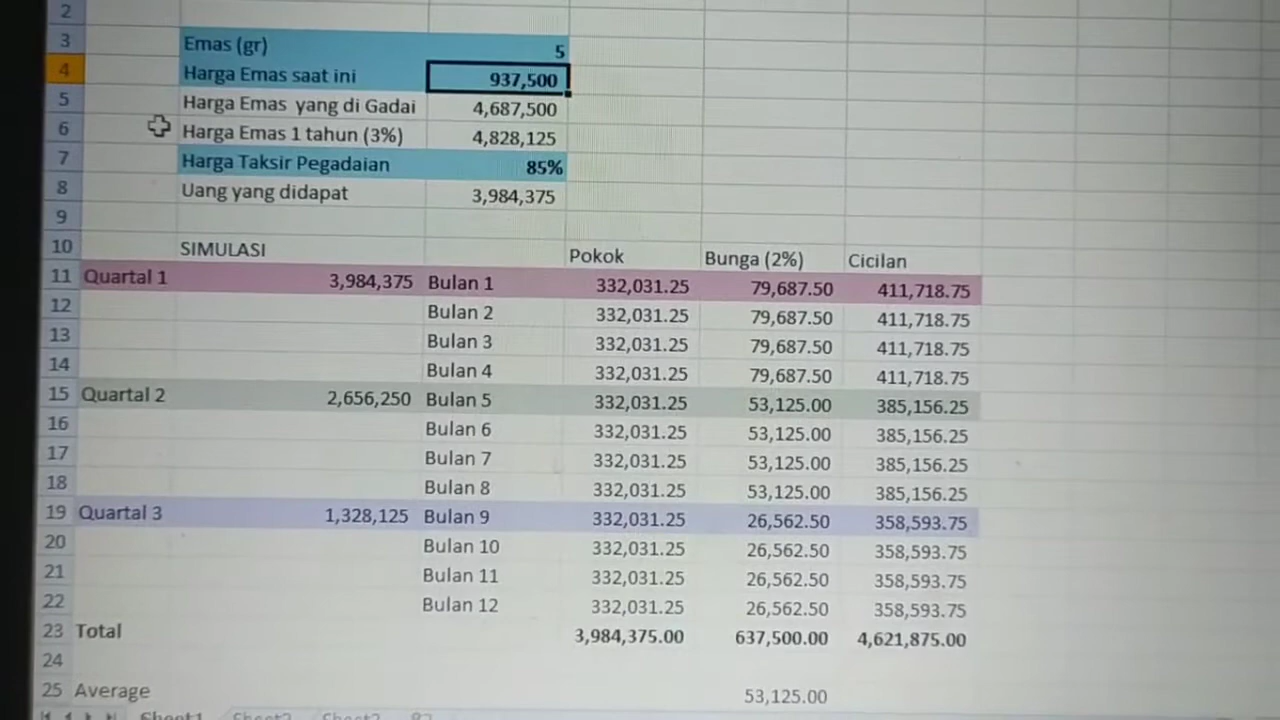 2
3 Emas (gr) 5
4 Harga Emas saat ini 937,500
5 Harga Emas yang di Gadai 4,687,500
6 Harga Emas 1 tahun (3%) 4,828,125
7 Harga Taksir Pegadaian 85%
8 Uang yang didapat 3,984,375
9
10 SIMULASI Pokok Bunga (2%) Cicilan
11 Quartal 1 3,984,375 Bulan 1 332,031.25 79,687.50 411,718.75
12 Bulan 2 332,031.25 79,687.50 411,718.75
13 Bulan 3 332,031.25 79,687.50 411,718.75
14 Bulan 4 332,031.25 79,687.50 411,718.75
15 Quartal 2 2,656,250 Bulan 5 332,031.25 53,125.00 385,156.25
16 Bulan 6 332,031.25 53,125.00 385,156.25
17 Bulan 7 332,031.25 53,125.00 385,156.25
18 Bulan 8 332,031.25 53,125.00 385,156.25
19 Quartal 3 1,328,125 Bulan 9 332,031.25 26,562.50 358,593.75
20 Bulan 10 332,031.25 26,562.50 358,593.75
21 Bulan 11 332,031.25 26,562.50 358,593.75
22 Bulan 12 332,031.25 26,562.50 358,593.75
23 Total 3,984,375.00 637,500.00 4,621,875.00
24
25 Average 53,125.00
Sheet1 Sheet2 Sheet3